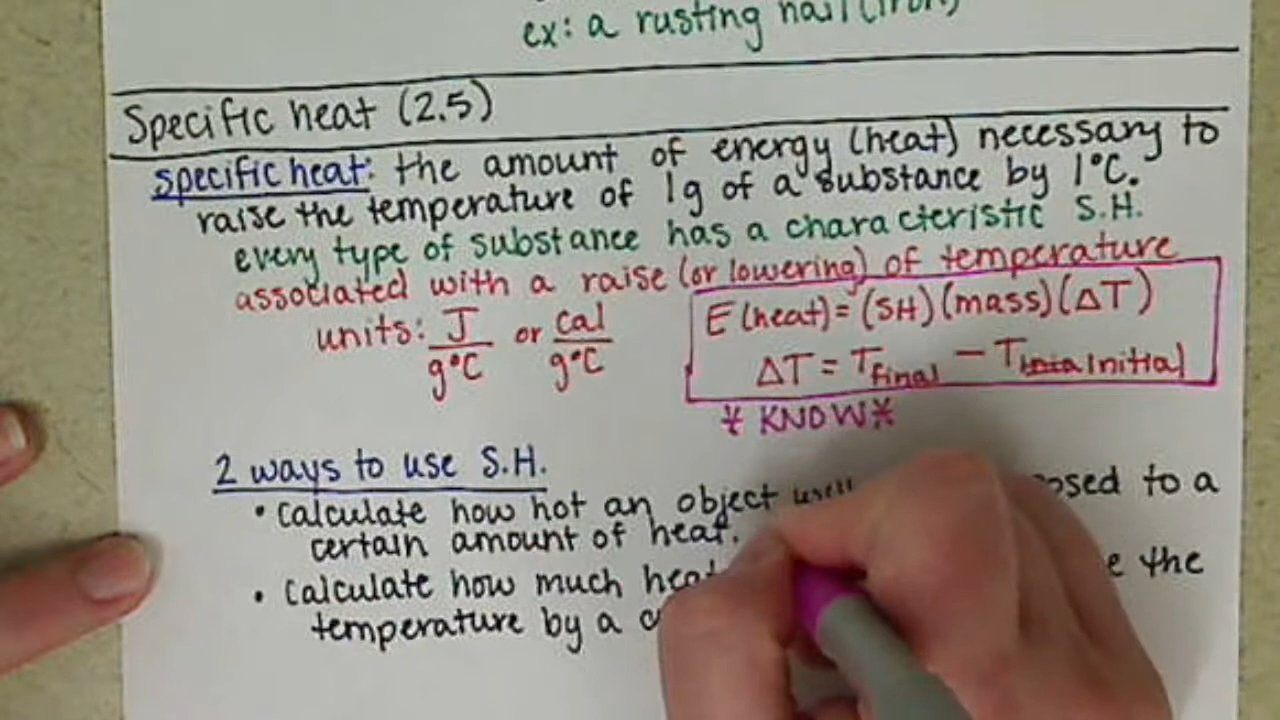 ex: a rusting nail (iron)
Specific heat (2.5)
specific heat: the amount of energy (heat) necessary to
raise the temperature of 1g of a substance by 1°C.
every type of substance has a characteristic S.H.
associated with a raise (or lowering) of temperature
units: J/g°C or cal/g°C
E (heat) = (SH) (mass) (ΔT)
ΔT = Tfinal - Tinitial
* KNOW *
2 ways to use S.H.
• Calculate how hot an object to a
certain amount of heat.
• Calculate how much heat the
temperature by a